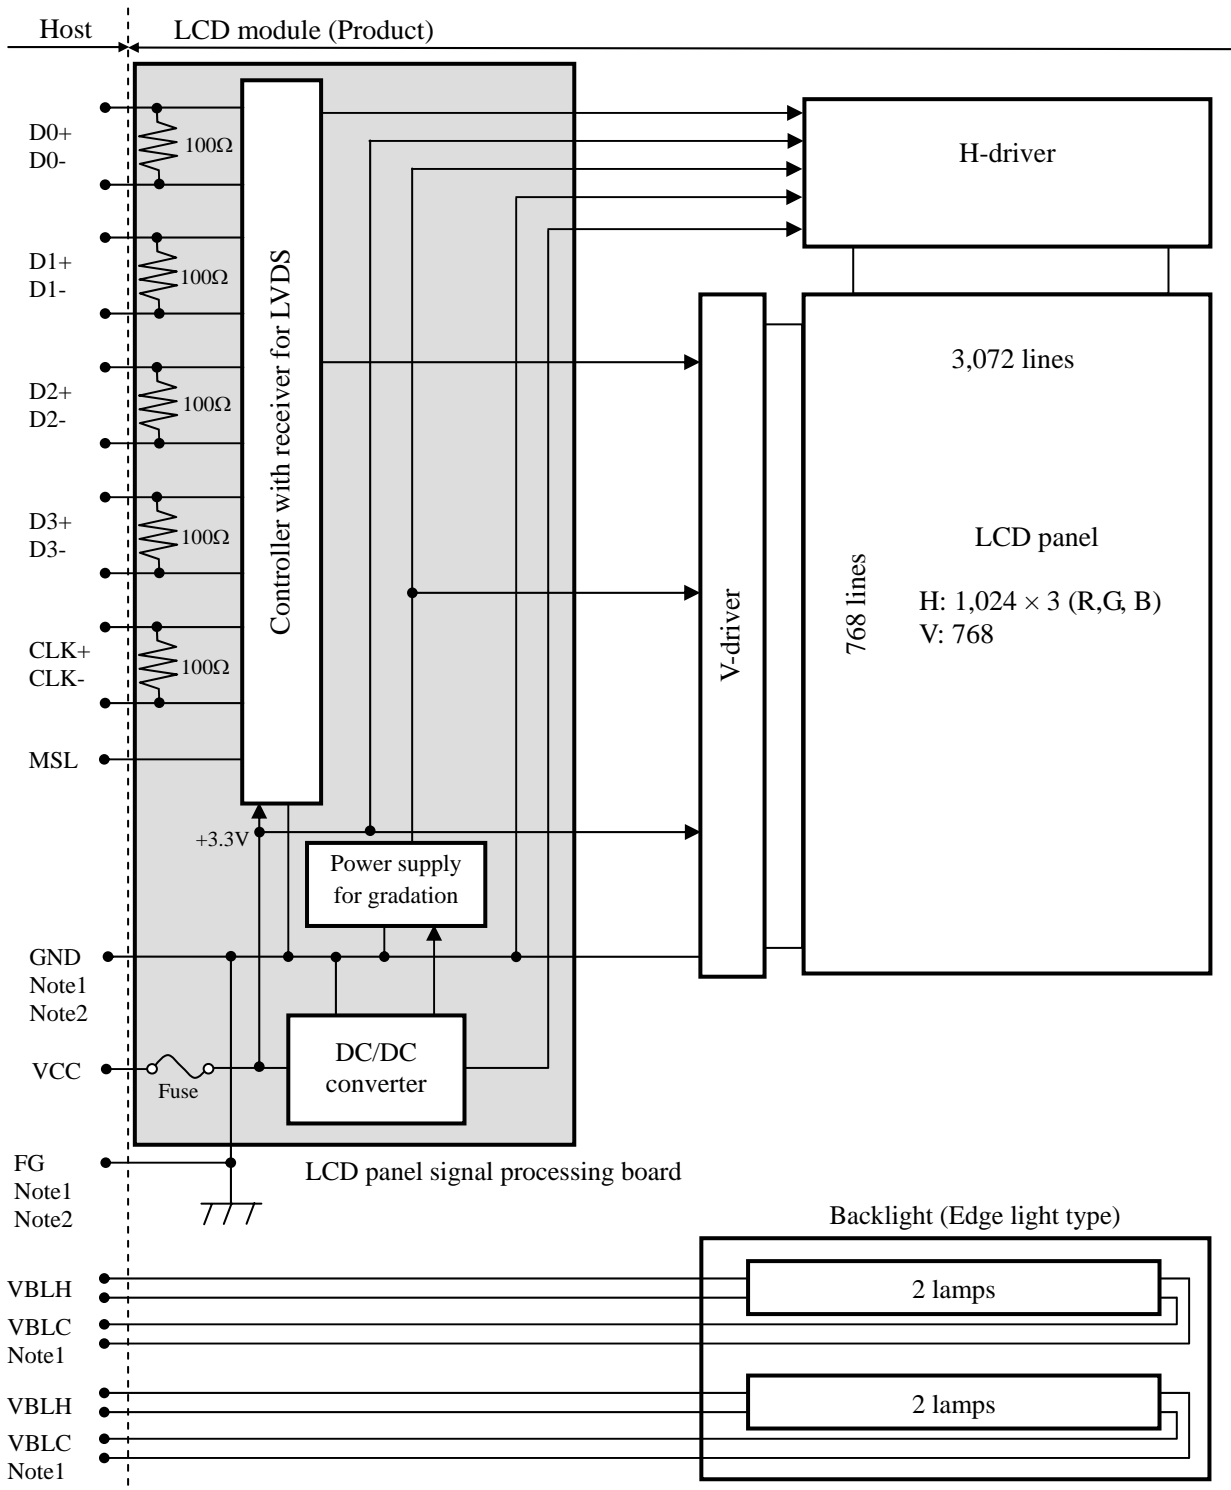 Host
LCD module (Product)
D0+
D0-
100Ω
D1+
D1-
100Ω
D2+
D2-
100Ω
D3+
D3-
100Ω
CLK+
CLK-
100Ω
MSL
Controller with receiver for LVDS
H-driver
V-driver
3,072 lines
768 lines
LCD panel
H: 1,024 × 3 (R,G, B)
V: 768
+3.3V
Power supply
for gradation
GND
Note1
Note2
VCC
Fuse
DC/DC
converter
FG
Note1
Note2
LCD panel signal processing board
Backlight (Edge light type)
VBLH
2 lamps
VBLC
Note1
VBLH
2 lamps
VBLC
Note1